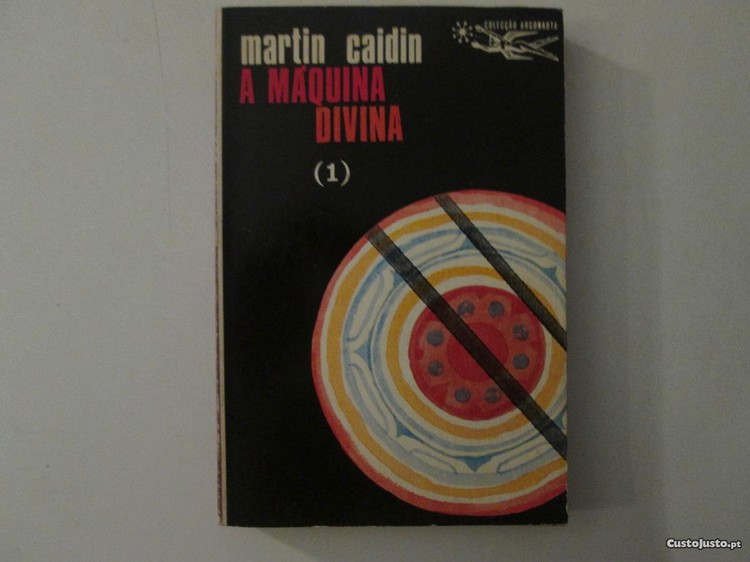 COLECÇÃO ARGONAUTA
martin caidin
A MÁQUINA
DIVINA
(1)
CustoJusto.pt